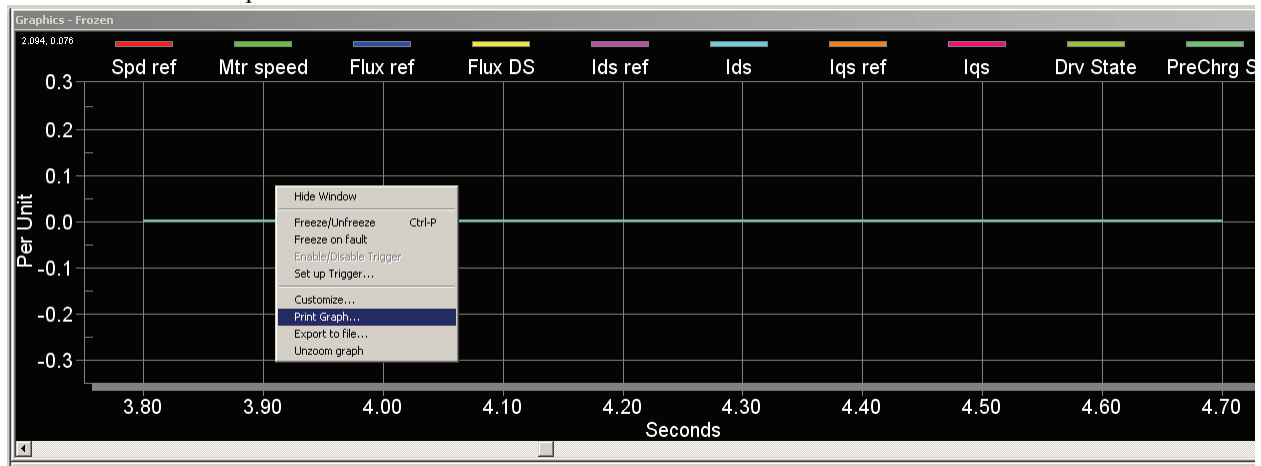 Graphics - Frozen
2.094, 0.076
Spd ref Mtr speed Flux ref Flux DS Ids ref Ids Iqs ref Iqs Drv State PreChrg S
0.3
0.2
0.1
0.0
-0.1
-0.2
-0.3
Per Unit
Hide Window
Freeze/Unfreeze Ctrl-P
Freeze on fault
Enable/Disable Trigger
Set up Trigger...
Customize...
Print Graph...
Export to file...
Unzoom graph
3.80 3.90 4.00 4.10 4.20 4.30 4.40 4.50 4.60 4.70
Seconds